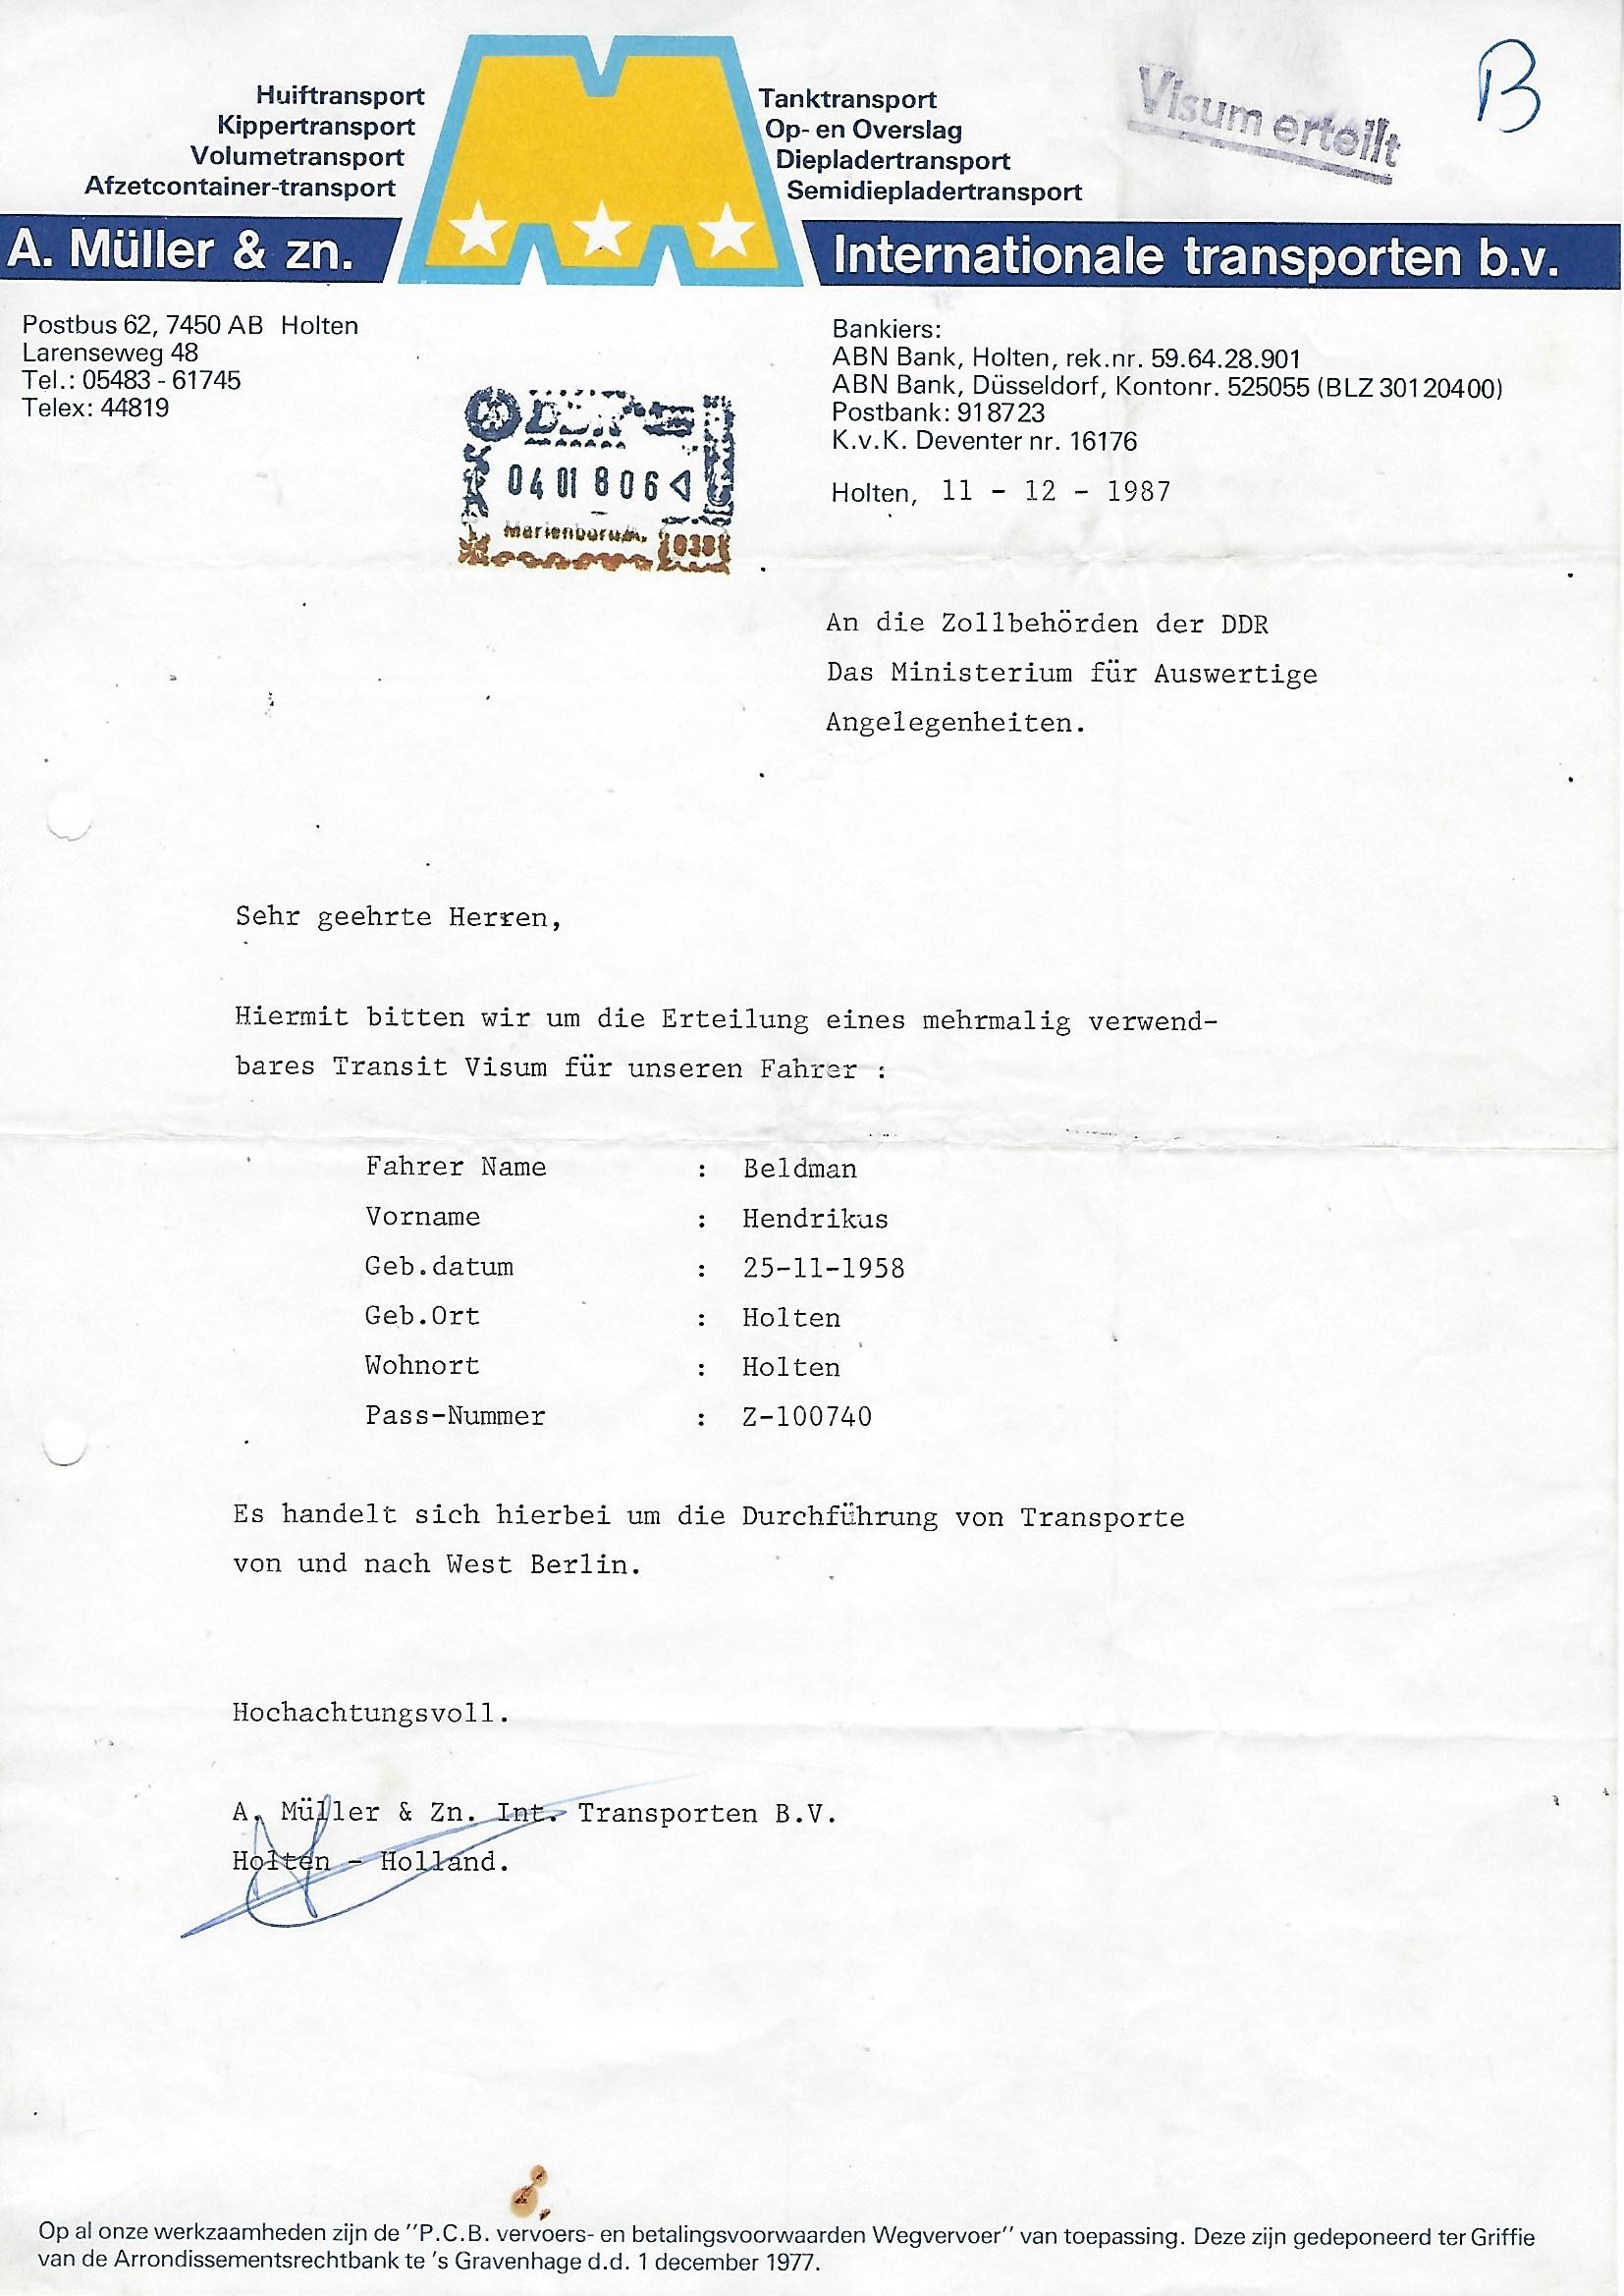 Huiftransport
Kippertransport
Volumetransport
Afzetcontainer-transport
Tanktransport
Op- en Overslag
Diepladertransport
Semidiepladertransport
Visum erteilt
B
A. Müller & zn.
Internationale transporten b.v.
Postbus 62, 7450 AB Holten
Larenseweg 48
Tel.: 05483 - 61745
Telex: 44819
Bankiers:
ABN Bank, Holten, rek.nr. 59.64.28.901
ABN Bank, Düsseldorf, Kontonr. 525055 (BLZ 30120400)
Postbank: 918723
K.v.K. Deventer nr. 16176
Holten, 11 - 12 - 1987
DDR
04 01 8 06
Marienborn/A.
038
An die Zollbehörden der DDR
Das Ministerium für Auswertige
Angelegenheiten.
Sehr geehrte Herren,
Hiermit bitten wir um die Erteilung eines mehrmalig verwend-
bares Transit Visum für unseren Fahrer :
Fahrer Name : Beldman
Vorname : Hendrikus
Geb.datum : 25-11-1958
Geb.Ort : Holten
Wohnort : Holten
Pass-Nummer : Z-100740
Es handelt sich hierbei um die Durchführung von Transporte
von und nach West Berlin.
Hochachtungsvoll.
A. Müller & Zn. Int. Transporten B.V.
Holten - Holland.
Op al onze werkzaamheden zijn de "P.C.B. vervoers- en betalingsvoorwaarden Wegvervoer" van toepassing. Deze zijn gedeponeerd ter Griffie
van de Arrondissementsrechtbank te 's Gravenhage d.d. 1 december 1977.